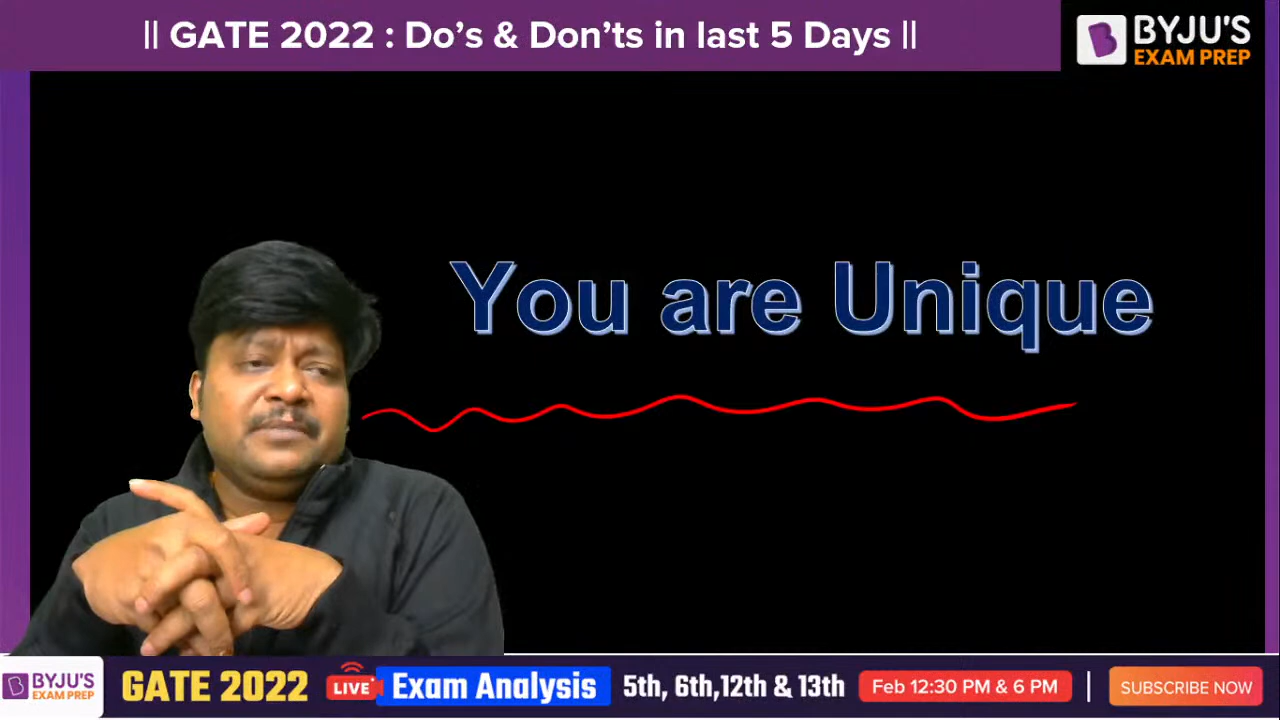 || GATE 2022 : Do's & Don'ts in last 5 Days ||
BYJU'S
EXAM PREP
You are Unique
BYJU'S
EXAM PREP
GATE 2022
LIVE
Exam Analysis
5th, 6th,12th & 13th
Feb 12:30 PM & 6 PM
SUBSCRIBE NOW